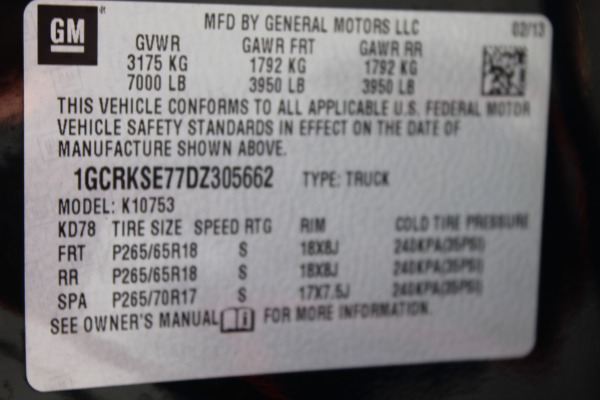 GM
MFD BY GENERAL MOTORS LLC 02/13
GVWR GAWR FRT GAWR RR
3175 KG 1792 KG 1792 KG
7000 LB 3950 LB 3950 LB
THIS VEHICLE CONFORMS TO ALL APPLICABLE U.S. FEDERAL MOTOR
VEHICLE SAFETY STANDARDS IN EFFECT ON THE DATE OF
MANUFACTURE SHOWN ABOVE.
1GCRKSE77DZ305662 TYPE: TRUCK
MODEL: K10753
KD78 TIRE SIZE SPEED RTG RIM COLD TIRE PRESSURE
FRT P265/65R18 S 18X8J 240KPA(35PSI)
RR P265/65R18 S 18X8J 240KPA(35PSI)
SPA P265/70R17 S 17X7.5J 240KPA(35PSI)
SEE OWNER'S MANUAL FOR MORE INFORMATION.